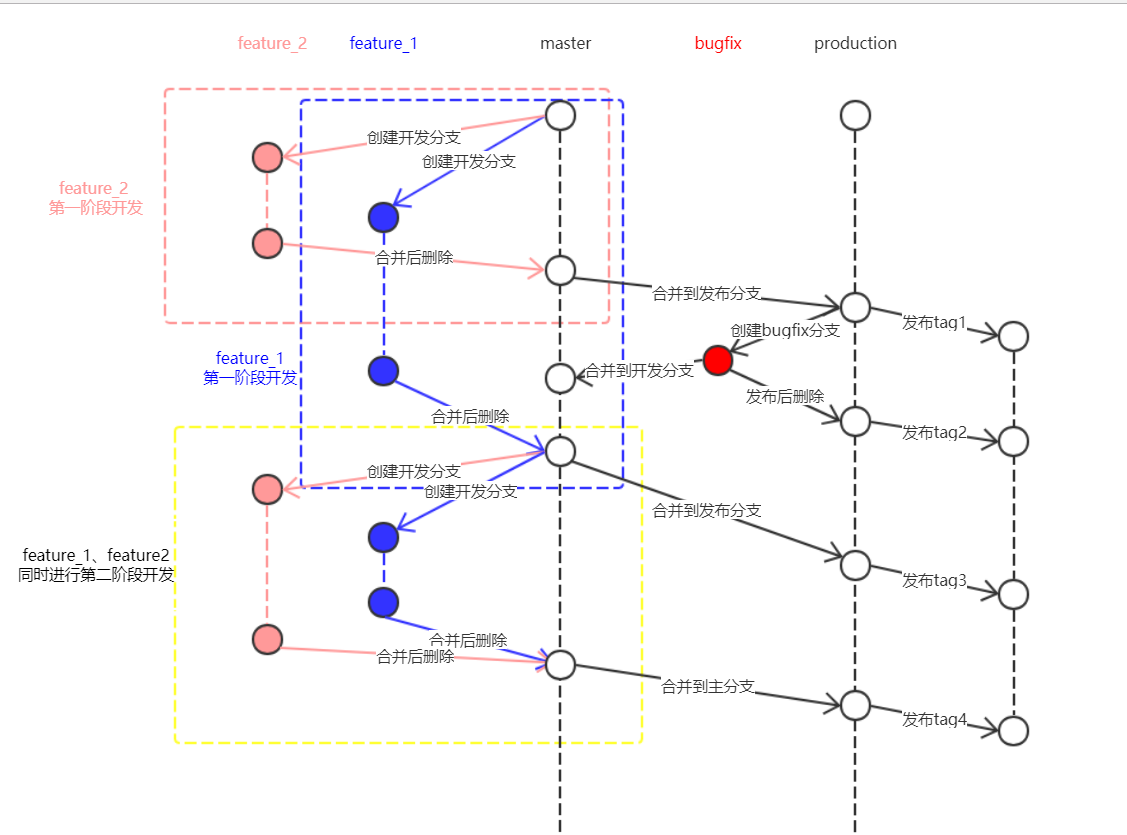 feature_2
feature_1
master
bugfix
production
创建开发分支
创建开发分支
feature_2
第一阶段开发
合并后删除
合并到发布分支
发布tag1
创建bugfix分支
feature_1
第一阶段开发
合并到开发分支
发布后删除
合并后删除
发布tag2
创建开发分支
创建开发分支
合并到发布分支
feature_1、feature2
同时进行第二阶段开发
发布tag3
合并后删除
合并后删除
合并到主分支
发布tag4